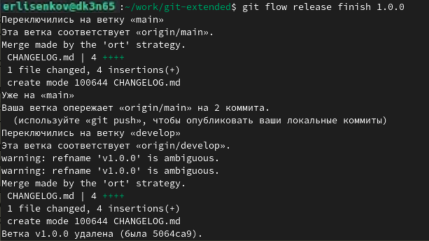 erlisenkov@dk3n65:~/work/git-extended$ git flow release finish 1.0.0
Переключились на ветку «main»
Эта ветка соответствует «origin/main».
Merge made by the 'ort' strategy.
 CHANGELOG.md | 4 ++++
 1 file changed, 4 insertions(+)
 create mode 100644 CHANGELOG.md
Уже на «main»
Ваша ветка опережает «origin/main» на 2 коммита.
  (используйте «git push», чтобы опубликовать ваши локальные коммиты)
Переключились на ветку «develop»
Эта ветка соответствует «origin/develop».
warning: refname 'v1.0.0' is ambiguous.
warning: refname 'v1.0.0' is ambiguous.
Merge made by the 'ort' strategy.
 CHANGELOG.md | 4 ++++
 1 file changed, 4 insertions(+)
 create mode 100644 CHANGELOG.md
Ветка v1.0.0 удалена (была 5064ca9).